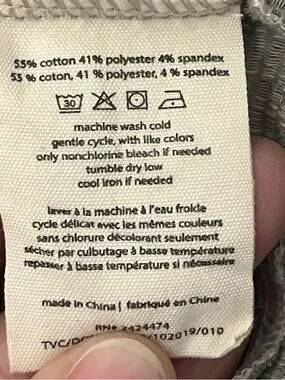 55% cotton 41% polyester 4% spandex
55 % coton, 41 % polyester, 4 % spandex
30
machine wash cold
gentle cycle, with like colors
only nonchlorine bleach if needed
tumble dry low
cool iron if needed
laver à la machine à l'eau froide
cycle délicat avec les mêmes couleurs
sans chlorure décolorant seulement
sécher par culbutage à basse température
repasser à basse température si nécessaire
made in China | fabriqué en Chine
RN# 2434474